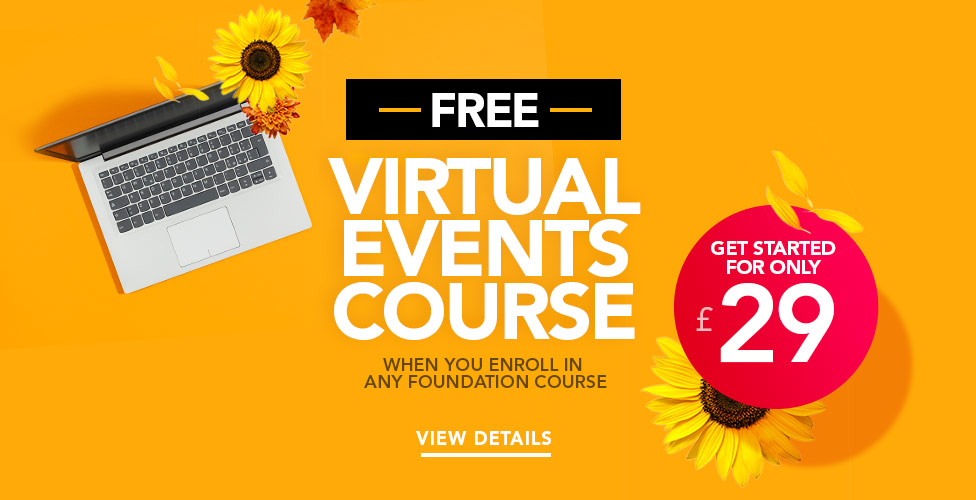 FREE
VIRTUAL
EVENTS
COURSE
WHEN YOU ENROLL IN
ANY FOUNDATION COURSE
VIEW DETAILS
GET STARTED
FOR ONLY
£29